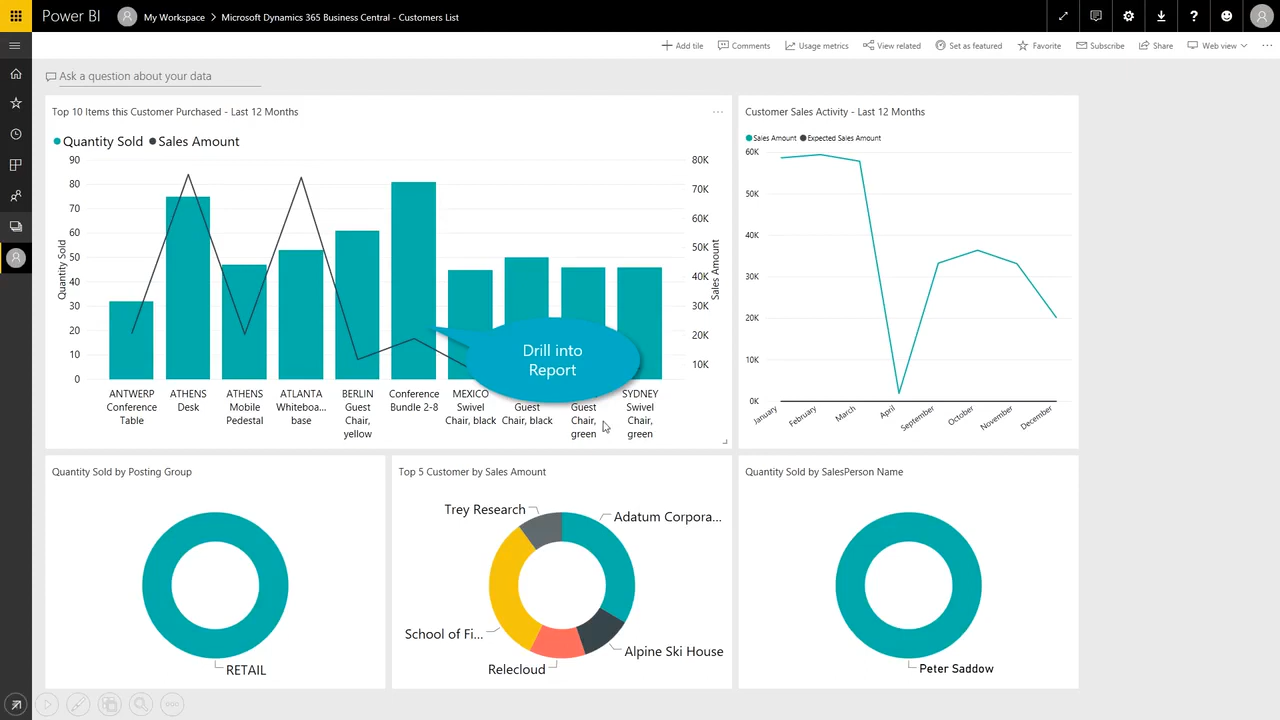 Power BI
My Workspace > Microsoft Dynamics 365 Business Central - Customers List
Add tile Comments Usage metrics View related Set as featured Favorite Subscribe Share Web view
Ask a question about your data
Top 10 Items this Customer Purchased - Last 12 Months
Quantity Sold Sales Amount
Quantity Sold
90
80
70
60
50
40
30
20
10
0
80K
70K
60K
50K
40K
30K
20K
10K
Sales Amount
ANTWERP
Conference
Table
ATHENS
Desk
ATHENS
Mobile
Pedestal
ATLANTA
Whiteboa...
base
BERLIN
Guest
Chair,
yellow
Conference
Bundle 2-8
MEXICO
Swivel
Chair, black
Guest
Chair, black
Guest
Chair,
green
SYDNEY
Swivel
Chair,
green
Drill into
Report
Customer Sales Activity - Last 12 Months
Sales Amount Expected Sales Amount
60K
50K
40K
30K
20K
10K
0K
January
February
March
April
September
October
November
December
Quantity Sold by Posting Group
RETAIL
Top 5 Customer by Sales Amount
Trey Research
Adatum Corpora...
School of Fi...
Alpine Ski House
Relecloud
Quantity Sold by SalesPerson Name
Peter Saddow